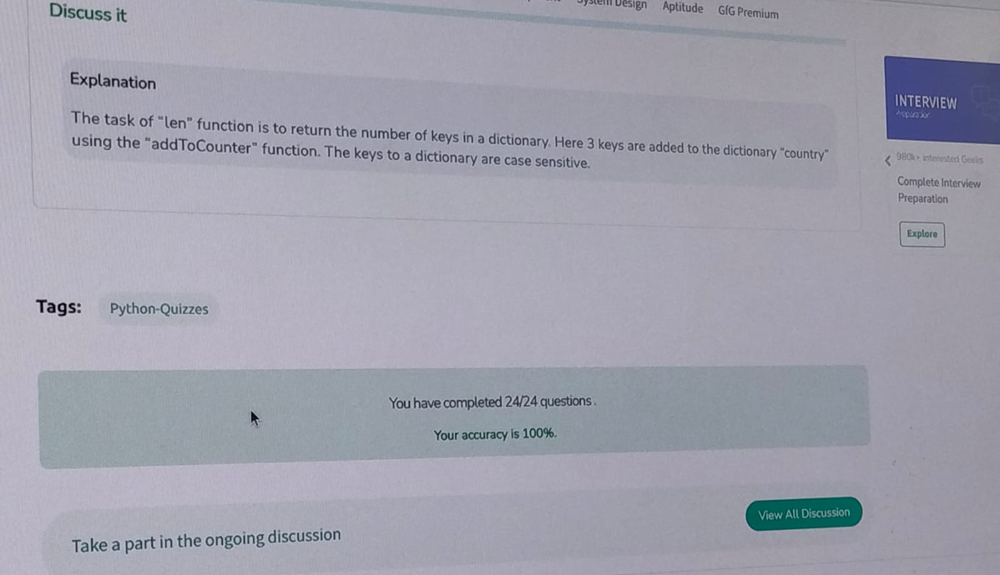 System Design Aptitude GfG Premium
Discuss it
Explanation
The task of “len” function is to return the number of keys in a dictionary. Here 3 keys are added to the dictionary “country”
using the “addToCounter” function. The keys to a dictionary are case sensitive.
INTERVIEW
Preparation
980k+ interested Geeks
Complete Interview
Preparation
Explore
Tags: Python-Quizzes
You have completed 24/24 questions .
Your accuracy is 100%.
View All Discussion
Take a part in the ongoing discussion